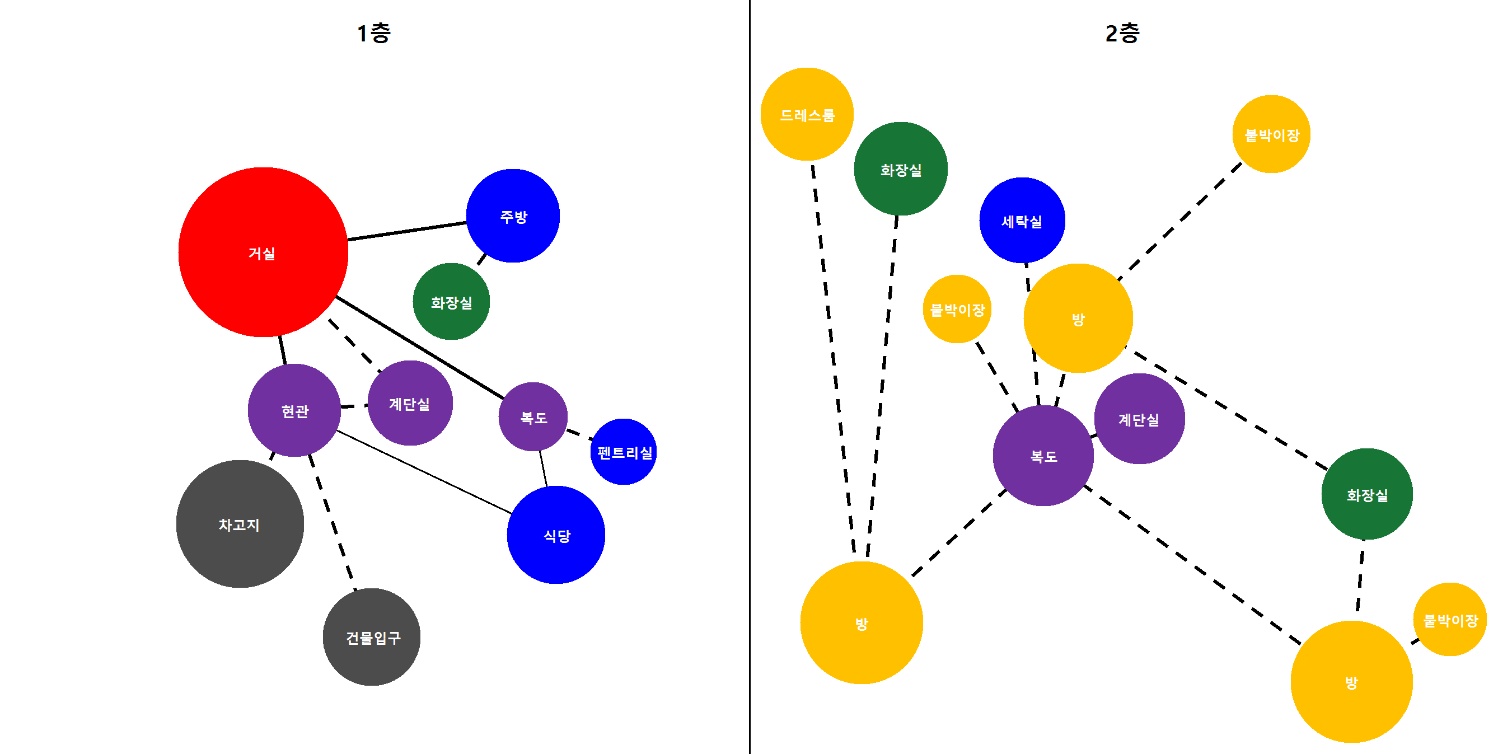 1층
거실
주방
화장실
현관
계단실
복도
펜트리실
차고지
식당
건물입구
2층
드레스룸
화장실
붙박이장
세탁실
붙박이장
방
계단실
복도
화장실
방
붙박이장
방